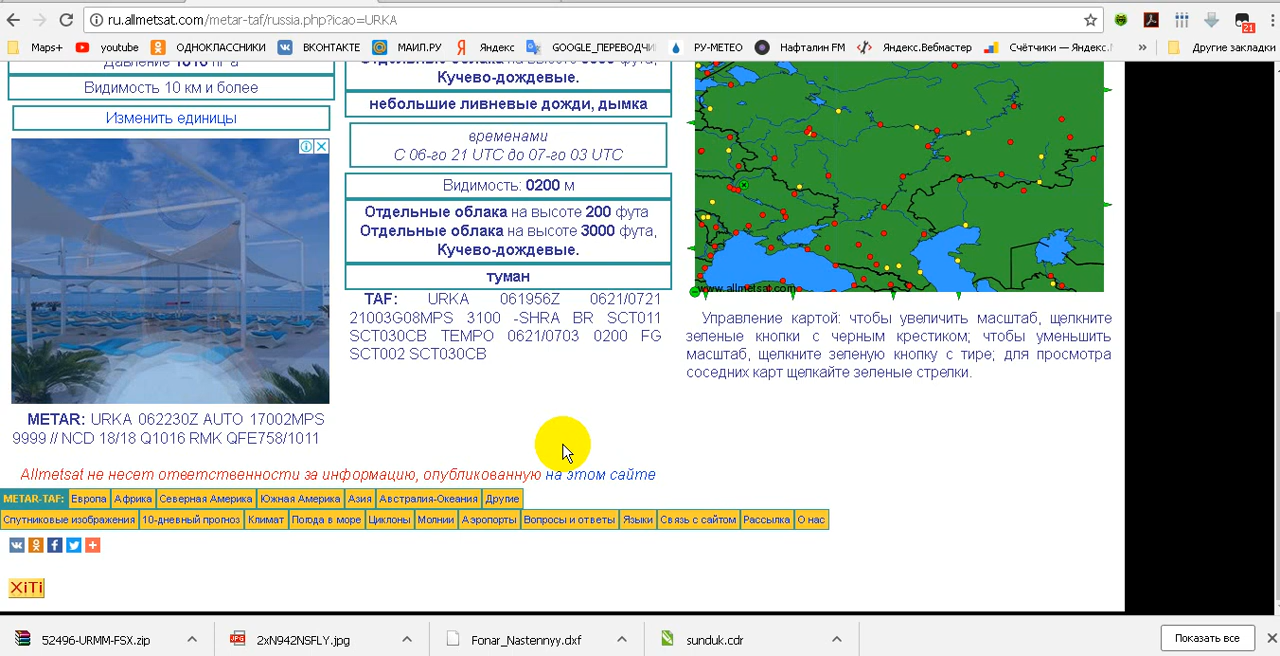 ru.allmetsat.com/metar-taf/russia.php?icao=URKA
21
Maps+
youtube
ОДНОКЛАССНИКИ
ВКОНТАКТЕ
МАИЛ.РУ
Яндекс
GOOGLE_ПЕРЕВОДЧИ
РУ-МЕТЕО
Нафталин FM
Яндекс.Вебмастер
Счётчики — Яндекс.
»
Другие закладки
Видимость 10 км и более
Изменить единицы
METAR: URKA 062230Z AUTO 17002MPS
9999 // NCD 18/18 Q1016 RMK QFE758/1011
Кучево-дождевые.
небольшие ливневые дожди, дымка
временами
С 06-го 21 UTC до 07-го 03 UTC
Видимость: 0200 м
Отдельные облака на высоте 200 фута
Отдельные облака на высоте 3000 фута,
Кучево-дождевые.
туман
TAF: URKA 061956Z 0621/0721
21003G08MPS 3100 -SHRA BR SCT011
SCT030CB TEMPO 0621/0703 0200 FG
SCT002 SCT030CB
www.allmetsat.com
Управление картой: чтобы увеличить масштаб, щелкните
зеленые кнопки с черным крестиком; чтобы уменьшить
масштаб, щелкните зеленую кнопку с тире; для просмотра
соседних карт щелкайте зеленые стрелки.
Allmetsat не несет ответственности за информацию, опубликованную на этом сайте
METAR-TAF: Европа Африка Северная Америка Южная Америка Азия Австралия-Океания Другие
Спутниковые изображения 10-дневный прогноз Климат Погода в море Циклоны Молнии Аэропорты Вопросы и ответы Языки Связь с сайтом Рассылка О нас
XiTi
52496-URMM-FSX.zip
2xN942NSFLY.jpg
Fonar_Nastennyy.dxf
sunduk.cdr
Показать все